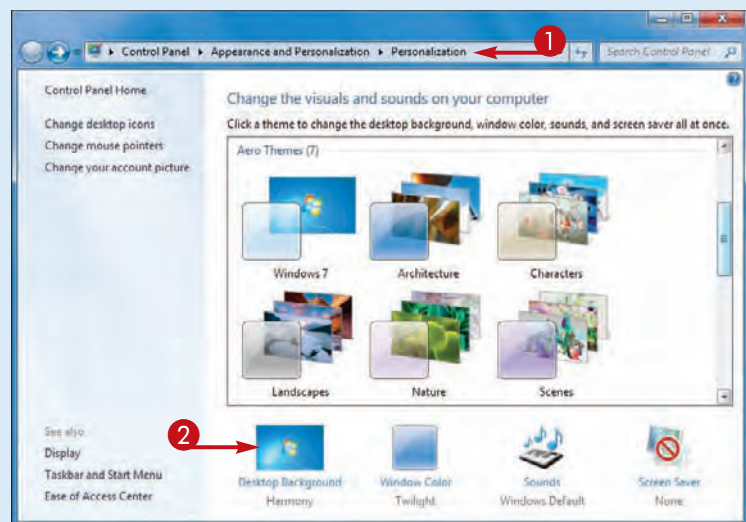 1
Control Panel ▸ Appearance and Personalization ▸ Personalization
Search Control Panel
Control Panel Home
Change desktop icons
Change mouse pointers
Change your account picture
Change the visuals and sounds on your computer
Click a theme to change the desktop background, window color, sounds, and screen saver all at once.
Aero Themes (7)
Windows 7
Architecture
Characters
Landscapes
Nature
Scenes
See also
Display
Taskbar and Start Menu
Ease of Access Center
2
Desktop Background
Harmony
Window Color
Twilight
Sounds
Windows Default
Screen Saver
None